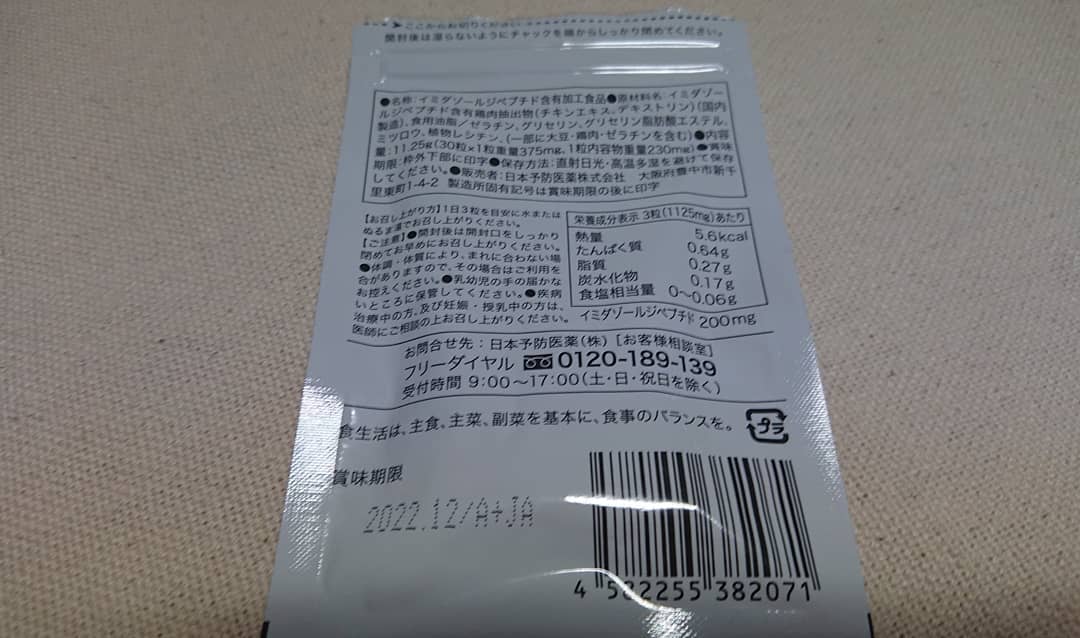 ここからお切りください
開封後は湿らないようにチャックを端からしっかり閉めてください。
●名称:イミダゾールジペプチド含有加工食品●原材料名:イミダゾー
ルジペプチド含有鶏肉抽出物(チキンエキス、デキストリン)(国内
製造)、食用油脂/ゼラチン、グリセリン、グリセリン脂肪酸エステル、
ミツロウ、植物レシチン、(一部に大豆・鶏肉・ゼラチンを含む)●内容
量:11.25g(30粒×1粒重量375mg、1粒内容物重量230mg)●賞味
期限:枠外下部に印字●保存方法:直射日光・高温多湿を避けて保存
してください。●販売者:日本予防医薬株式会社 大阪府豊中市新千
里東町1-4-2 製造所固有記号は賞味期限の後に印字
【お召し上がり方】1日3粒を目安に水または
ぬるま湯でお召し上がりください。
【ご注意】●開封後は開封口をしっかり
閉めてお早めにお召し上がりください。
●体調・体質により、まれに合わない場
合がありますので、その場合はご利用を
お控えください。●乳幼児の手の届かな
いところに保管してください。●疾病
治療中の方、及び妊娠・授乳中の方は、
医師にご相談の上お召し上がりください。
栄養成分表示 3粒(1125mg)あたり
熱量 5.6kcal
たんぱく質 0.64g
脂質 0.27g
炭水化物 0.17g
食塩相当量 0~0.06g
イミダゾールジペプチド 200mg
お問合せ先:日本予防医薬(株)[お客様相談室]
フリーダイヤル 0120-189-139
受付時間 9:00~17:00(土・日・祝日を除く)
食生活は、主食、主菜、副菜を基本に、食事のバランスを。
プラ
賞味期限
2022.12/A+JA
4 582255 382071